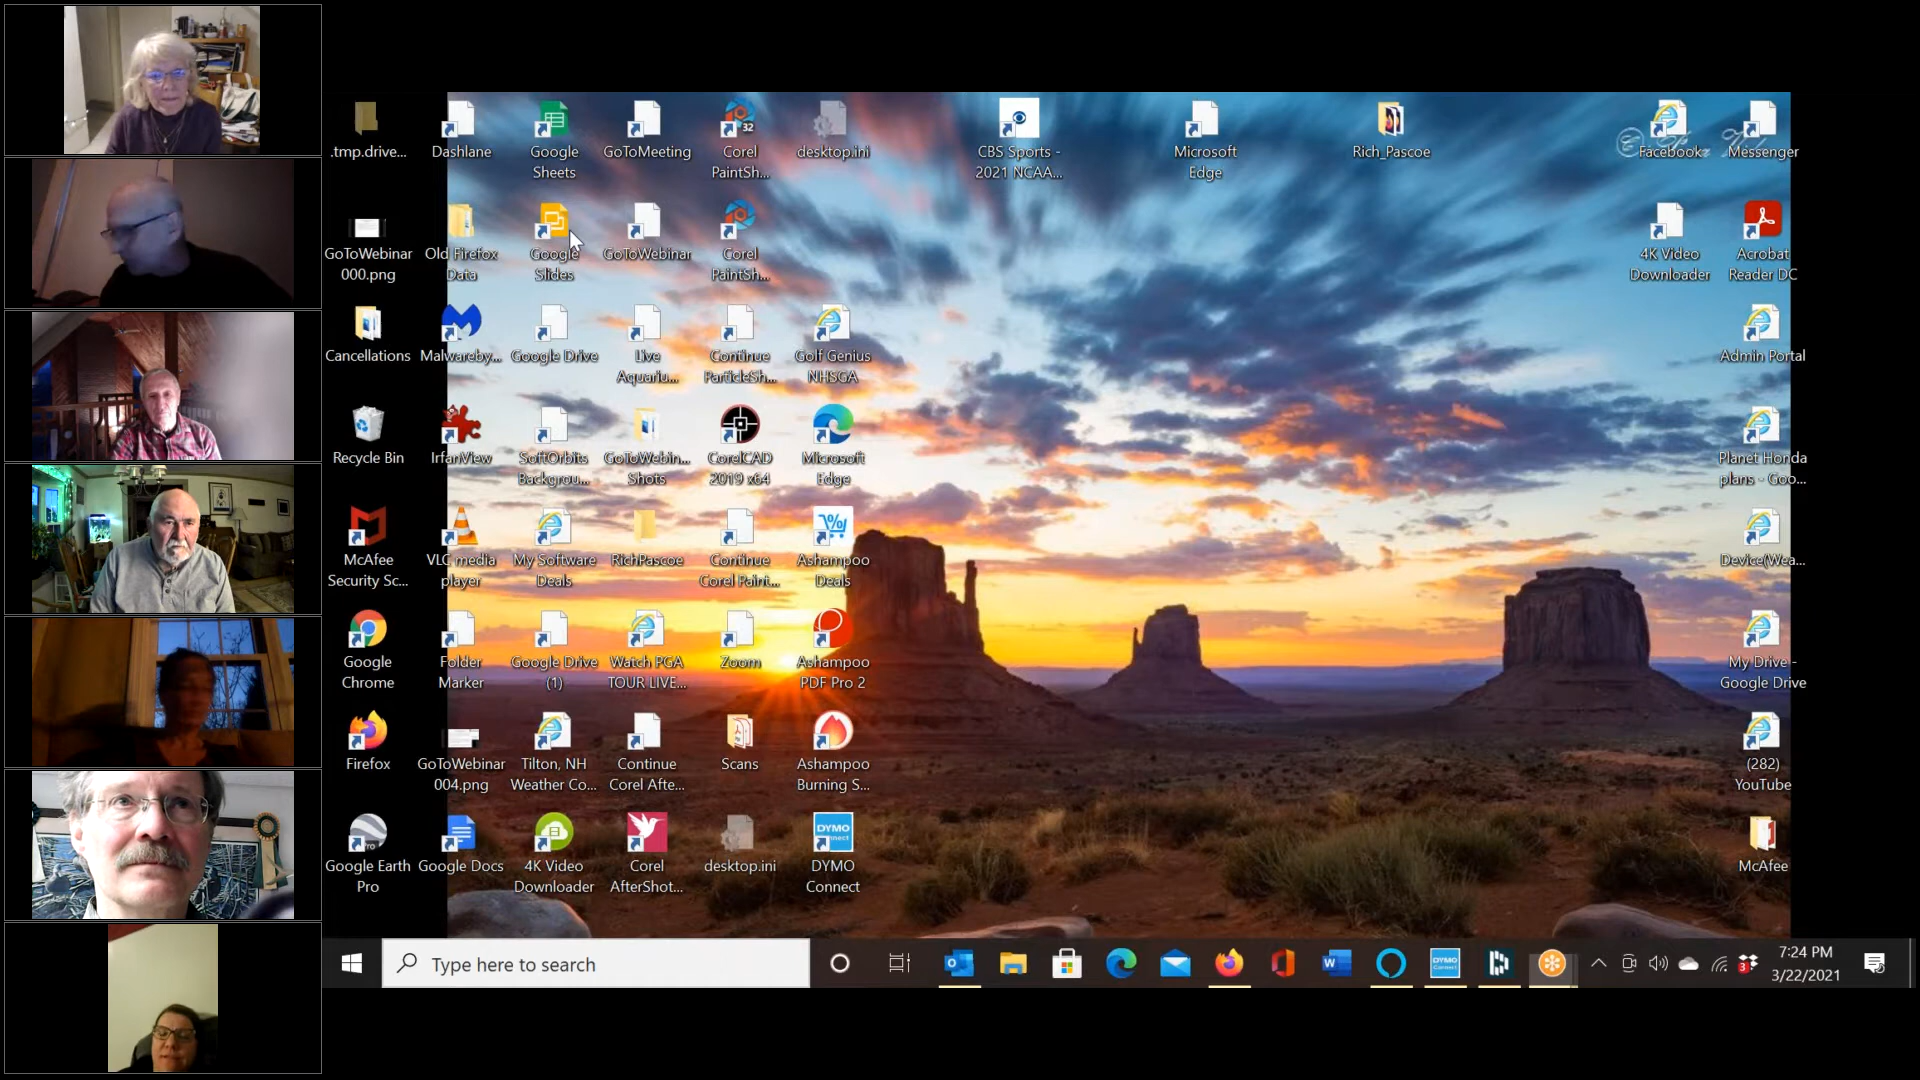 .tmp.drive...
Dashlane
Google
Sheets
GoToMeeting
32
Corel
PaintSh...
desktop.ini
CBS Sports -
2021 NCAA...
Microsoft
Edge
Rich_Pascoe
Facebook
Messenger
GoToWebinar
000.png
Old Firefox
Data
Google
Slides
GoToWebinar
Corel
PaintSh...
4K Video
Downloader
Acrobat
Reader DC
Cancellations
Malwareby...
Google Drive
Live
Aquariu...
Continue
ParticleSh...
Golf Genius
NHSGA
Admin Portal
Recycle Bin
IrfanView
SoftOrbits
Backgrou...
GoToWebin...
Shots
CorelCAD
2019 x64
Microsoft
Edge
Planet Honda
plans - Goo...
McAfee
Security Sc...
VLC media
player
My Software
Deals
RichPascoe
Continue
Corel Paint...
Ashampoo
Deals
Device(Wea...
Google
Chrome
Folder
Marker
Google Drive
(1)
Watch PGA
TOUR LIVE...
Zoom
Ashampoo
PDF Pro 2
My Drive -
Google Drive
Firefox
GoToWebinar
004.png
Tilton, NH
Weather Co...
Continue
Corel Afte...
Scans
Ashampoo
Burning S...
(282)
YouTube
Google Earth
Pro
Google Docs
4K Video
Downloader
Corel
AfterShot...
desktop.ini
DYMO
DYMO
Connect
McAfee
Type here to search
7:24 PM
3/22/2021